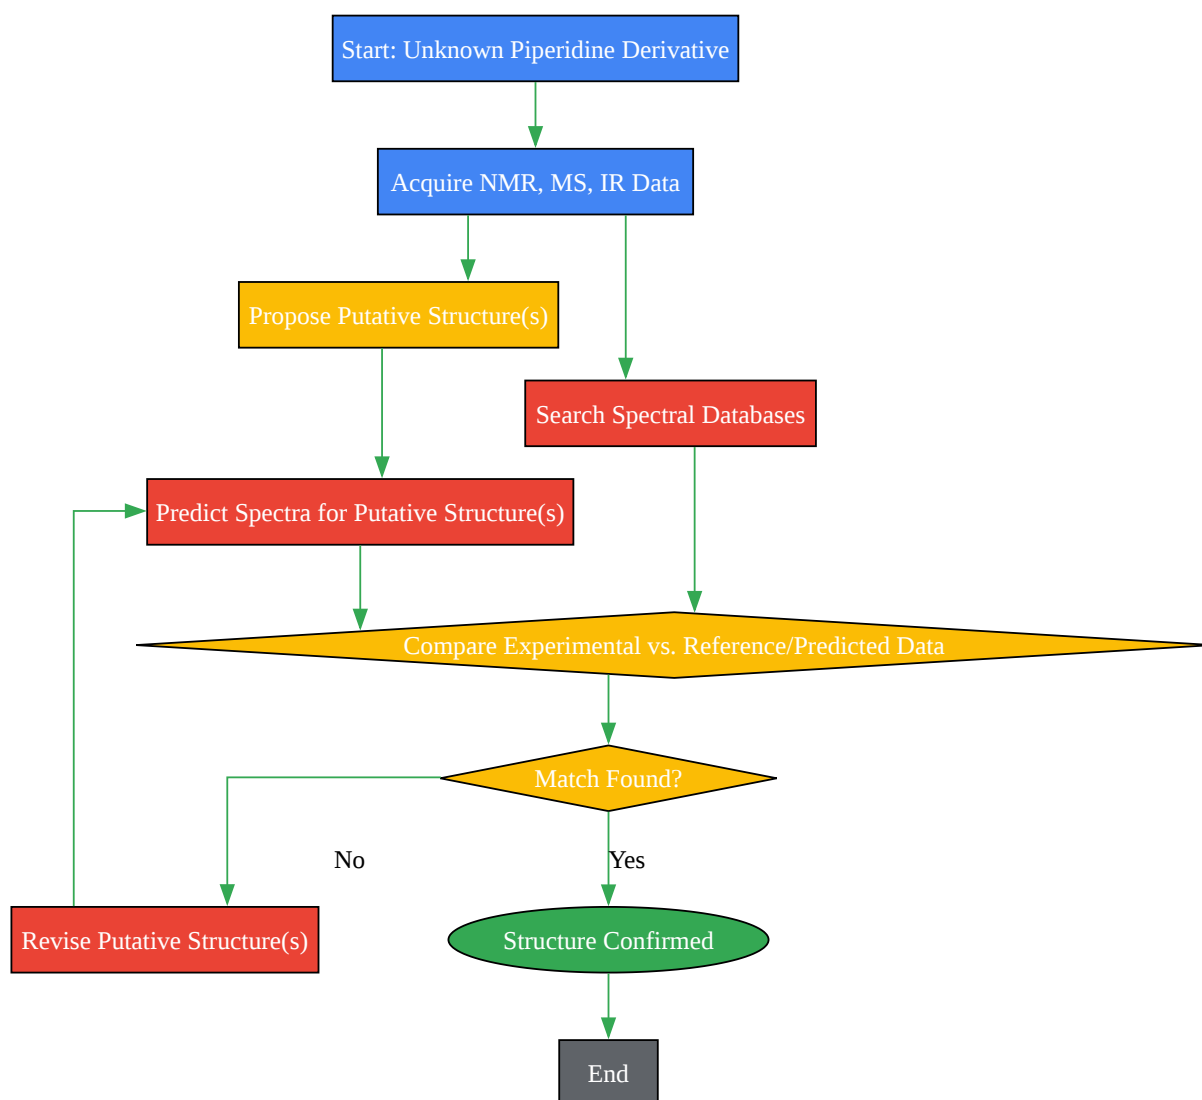 Start: Unknown Piperidine Derivative
Acquire NMR, MS, IR Data
Propose Putative Structure(s)
Search Spectral Databases
Predict Spectra for Putative Structure(s)
Compare Experimental vs. Reference/Predicted Data
Match Found?
No
Yes
Revise Putative Structure(s)
Structure Confirmed
End